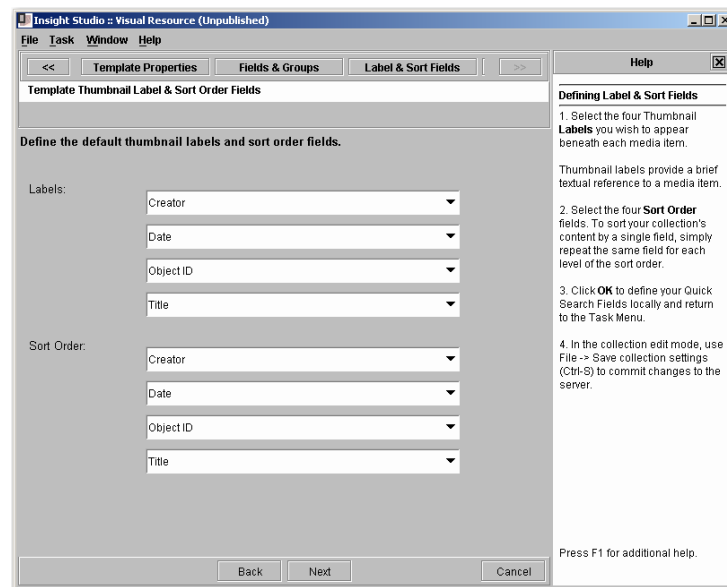 Insight Studio :: Visual Resource (Unpublished)
File Task Window Help
<< Template Properties Fields & Groups Label & Sort Fields >>
Template Thumbnail Label & Sort Order Fields
Define the default thumbnail labels and sort order fields.
Labels:
Creator
Date
Object ID
Title
Sort Order:
Creator
Date
Object ID
Title
Back Next Cancel
Help
Defining Label & Sort Fields
1. Select the four Thumbnail
Labels you wish to appear
beneath each media item.
Thumbnail labels provide a brief
textual reference to a media item.
2. Select the four Sort Order
fields. To sort your collection's
content by a single field, simply
repeat the same field for each
level of the sort order.
3. Click OK to define your Quick
Search Fields locally and return
to the Task Menu.
4. In the collection edit mode, use
File -> Save collection settings
(Ctrl-S) to commit changes to the
server.
Press F1 for additional help.